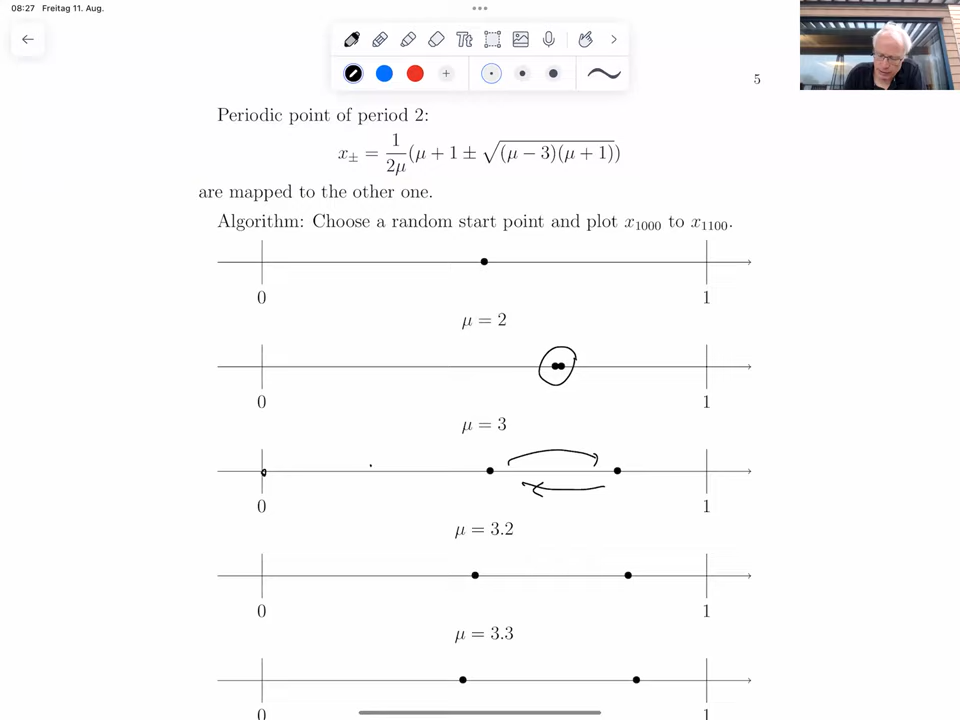 08:27 Freitag 11. Aug.
Tt
5
Periodic point of period 2:
x± = 1/2μ (μ + 1 ± √(μ − 3)(μ + 1))
are mapped to the other one.
Algorithm: Choose a random start point and plot x₁₀₀₀ to x₁₁₀₀.
0 1
μ = 2
0 1
μ = 3
0 1
μ = 3.2
0 1
μ = 3.3
0 1